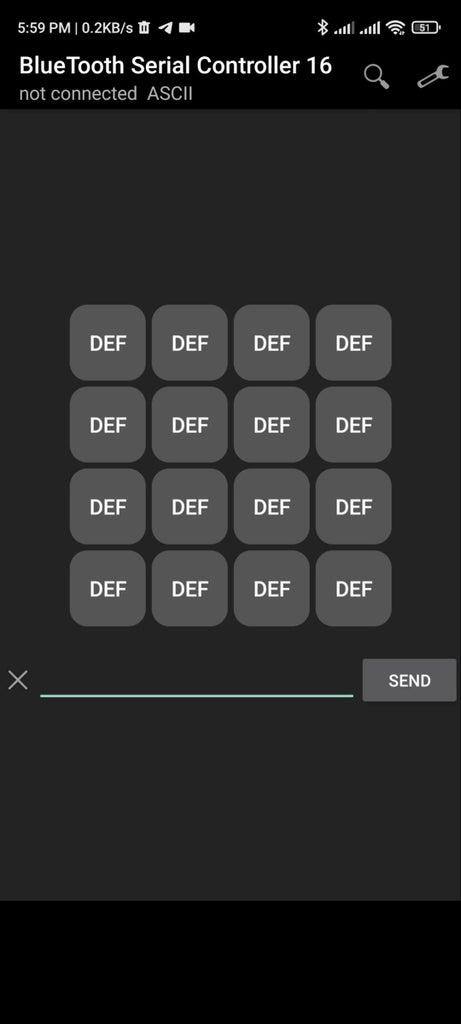 5:59 PM | 0.2KB/s 51
BlueTooth Serial Controller 16
not connected ASCII
DEF DEF DEF DEF
DEF DEF DEF DEF
DEF DEF DEF DEF
DEF DEF DEF DEF
SEND